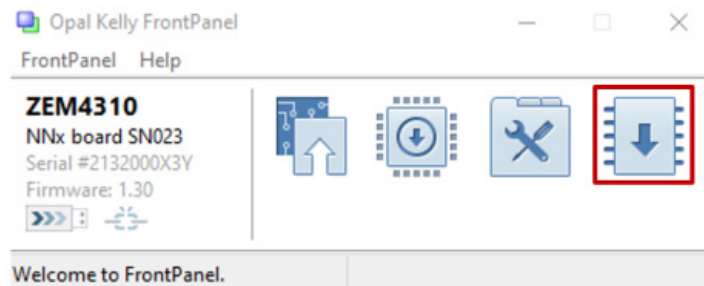 Opal Kelly FrontPanel
FrontPanel Help
ZEM4310
NNx board SN023
Serial #2132000X3Y
Firmware: 1.30
Welcome to FrontPanel.